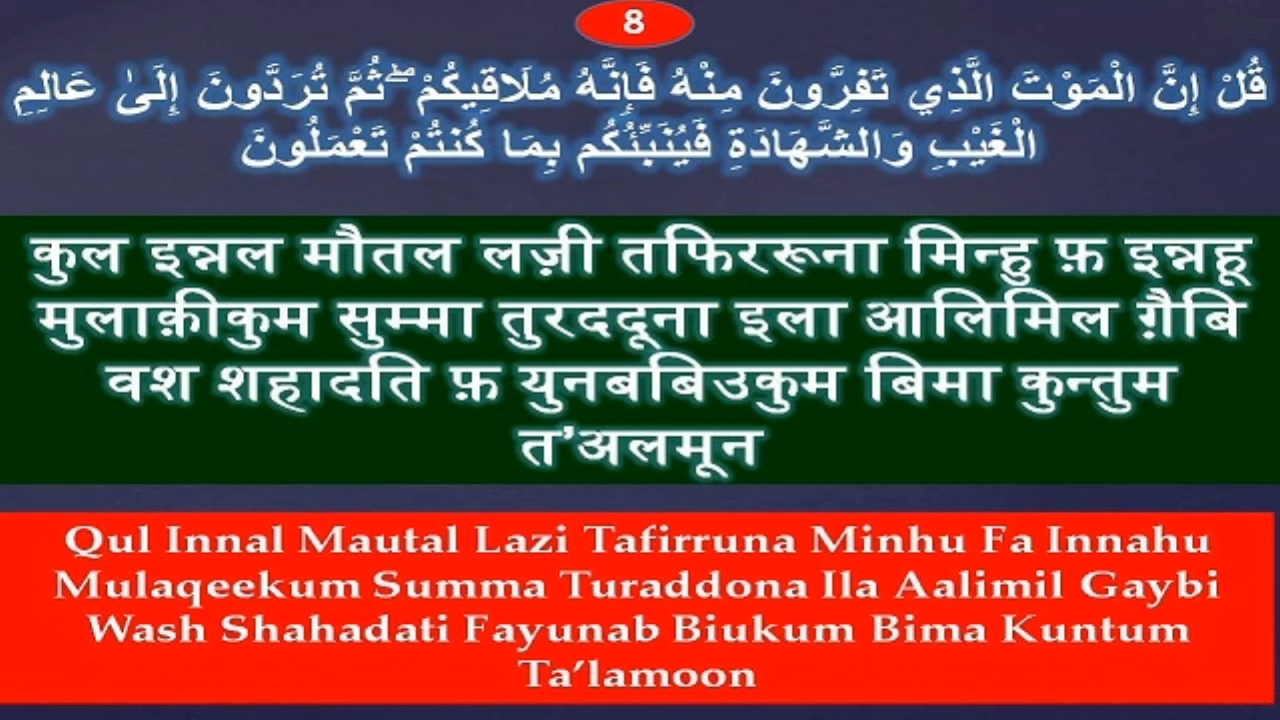 8
قُلْ إِنَّ الْمَوْتَ الَّذِي تَفِرُّونَ مِنْهُ فَإِنَّهُ مُلَاقِيكُمْ ۖ ثُمَّ تُرَدُّونَ إِلَىٰ عَالِمِ
الْغَيْبِ وَالشَّهَادَةِ فَيُنَبِّئُكُم بِمَا كُنتُمْ تَعْمَلُونَ
कुल इन्नल मौतल लज़ी तफिररूना मिन्हु फ़ इन्नहू
मुलाक़ीकुम सुम्मा तुरददूना इला आलिमिल ग़ैबि
वश शहादति फ़ युनबबिउकुम बिमा कुन्तुम
त’अलमून
Qul Innal Mautal Lazi Tafirruna Minhu Fa Innahu
Mulaqeekum Summa Turaddona Ila Aalimil Gaybi
Wash Shahadati Fayunab Biukum Bima Kuntum
Ta’lamoon